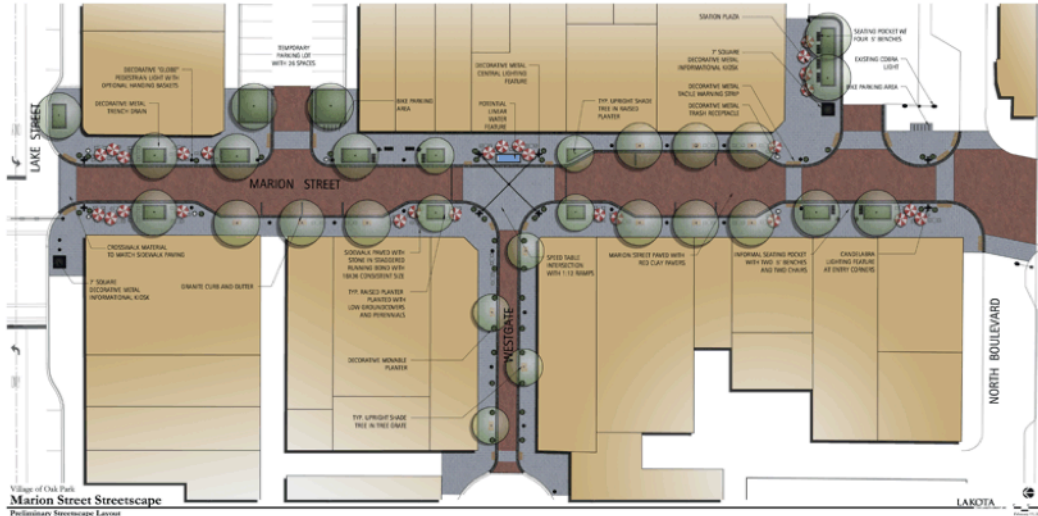 STATION PLAZA
SEATING POCKET W/
FOUR 5' BENCHES
TEMPORARY
PARKING LOT
WITH 26 SPACES
7" SQUARE
DECORATIVE METAL
INFORMATIONAL KIOSK
EXISTING COBRA
LIGHT
DECORATIVE "GLOBE"
PEDESTRIAN LIGHT WITH
OPTIONAL HANGING BASKETS
DECORATIVE METAL
CENTRAL LIGHTING
FEATURE
DECORATIVE METAL
TACTILE WARNING STRIP
BIKE PARKING AREA
DECORATIVE METAL
TRENCH DRAIN
BIKE PARKING
AREA
POTENTIAL
LINEAR
WATER
FEATURE
TYP. UPRIGHT SHADE
TREE IN RAISED
PLANTER
DECORATIVE METAL
TRASH RECEPTACLE
LAKE STREET
MARION STREET
CROSSWALK MATERIAL
TO MATCH SIDEWALK PAVING
SIDEWALK PAVED WITH
STONE IN STAGGERED
RUNNING BOND WITH
CONSISTENT SIZE
SPEED TABLE
INTERSECTION
WITH 1:12 RAMPS
MARION STREET PAVED WITH
RED CLAY PAVERS
INFORMAL SEATING POCKET
WITH TWO 5' BENCHES
AND TWO CHAIRS
CANDELABRA
LIGHTING FEATURE
AT ENTRY CORNERS
7" SQUARE
DECORATIVE METAL
INFORMATIONAL KIOSK
GRANITE CURB AND GUTTER
TYP. RAISED PLANTER
PLANTED WITH
LOW GROUNDCOVERS
AND PERENNIALS
WESTGATE
DECORATIVE MOVABLE
PLANTER
NORTH BOULEVARD
TYP. UPRIGHT SHADE
TREE IN TREE GRATE
Village of Oak Park
Marion Street Streetscape
Preliminary Streetscape Layout
LAKOTA